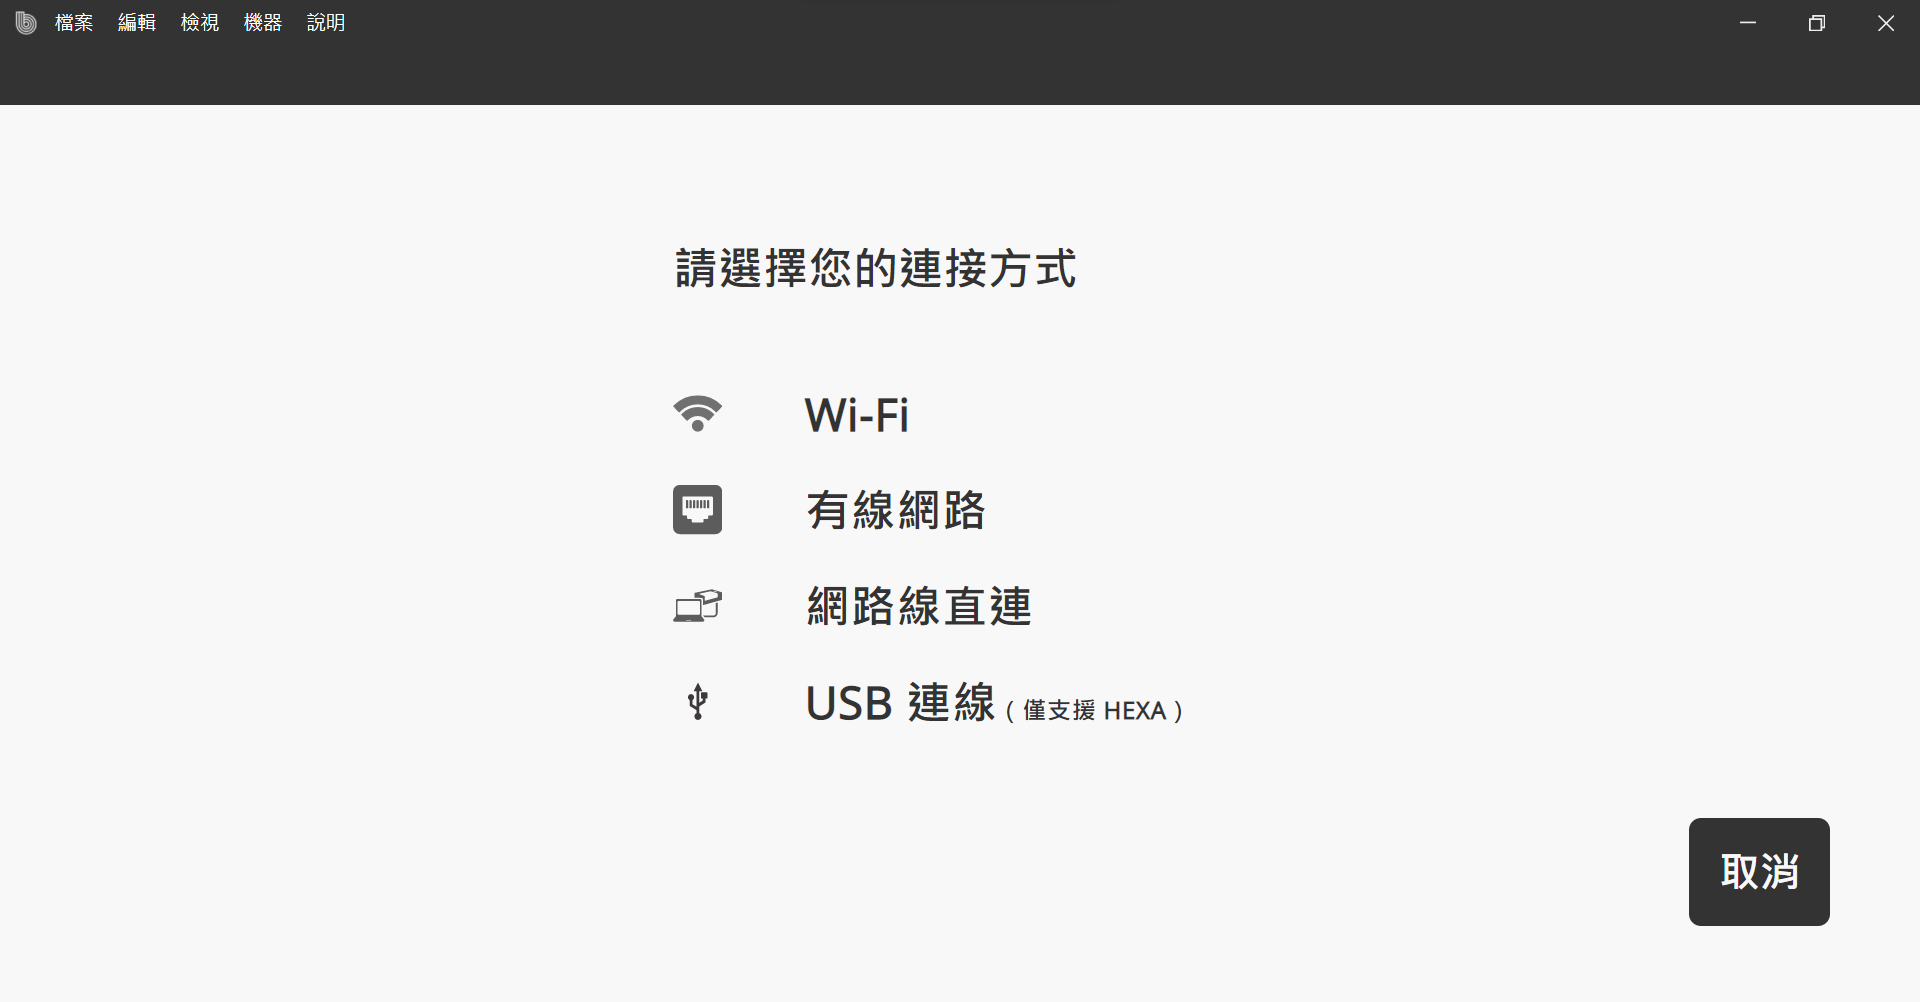 檔案 編輯 檢視 機器 說明
請選擇您的連接方式
Wi-Fi
有線網路
網路線直連
USB 連線 ( 僅支援 HEXA )
取消